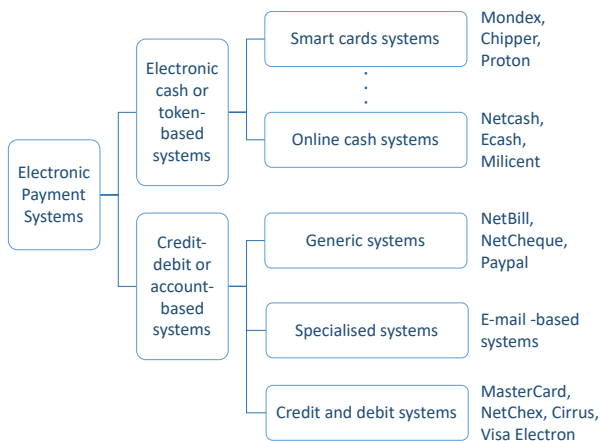 Electronic
Payment
Systems
Electronic
cash or
token-
based
systems
Smart cards systems
Mondex,
Chipper,
Proton
Online cash systems
Netcash,
Ecash,
Milicent
Credit-
debit or
account-
based
systems
Generic systems
NetBill,
NetCheque,
Paypal
Specialised systems
E-mail -based
systems
Credit and debit systems
MasterCard,
NetChex, Cirrus,
Visa Electron